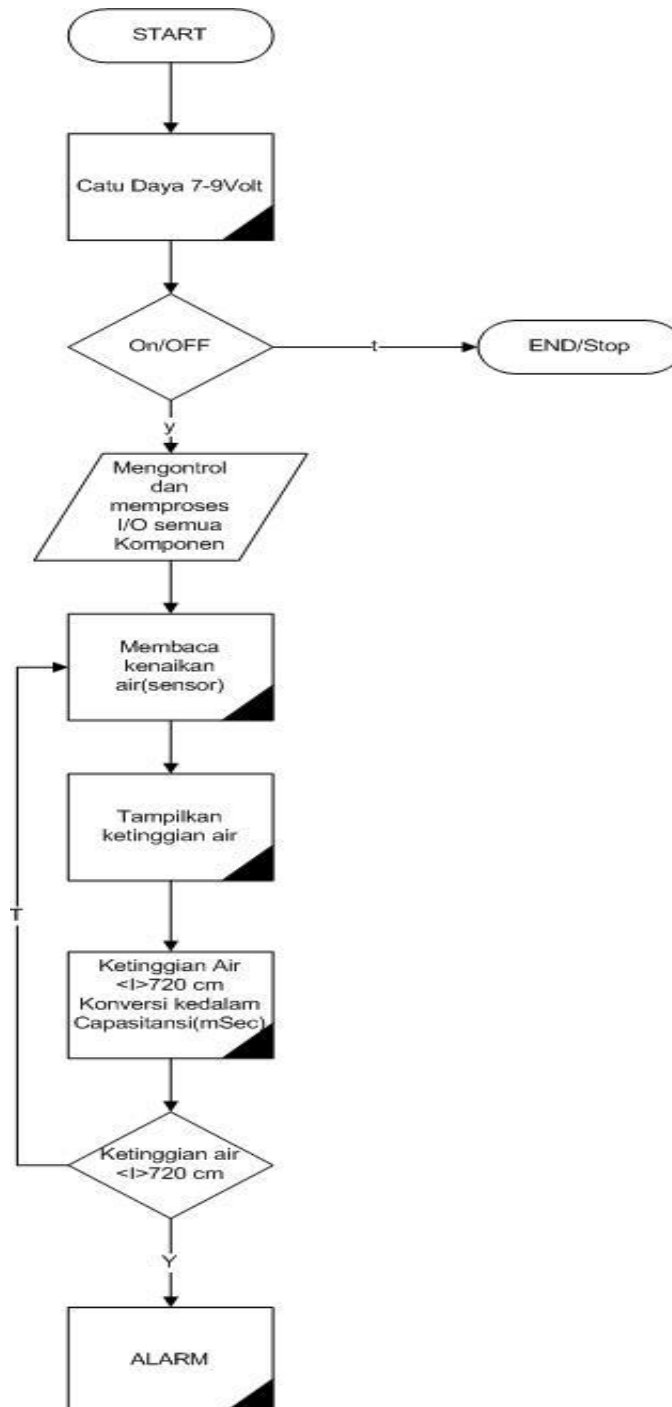 START
Catu Daya 7-9Volt
On/OFF
t
END/Stop
y
Mengontrol
dan
memproses
I/O semua
Komponen
Membaca
kenaikan
air(sensor)
Tampilkan
ketinggian air
T
Ketinggian Air
<I>720 cm
Konversi kedalam
Capasitansi(mSec)
Ketinggian air
<I>720 cm
Y
ALARM